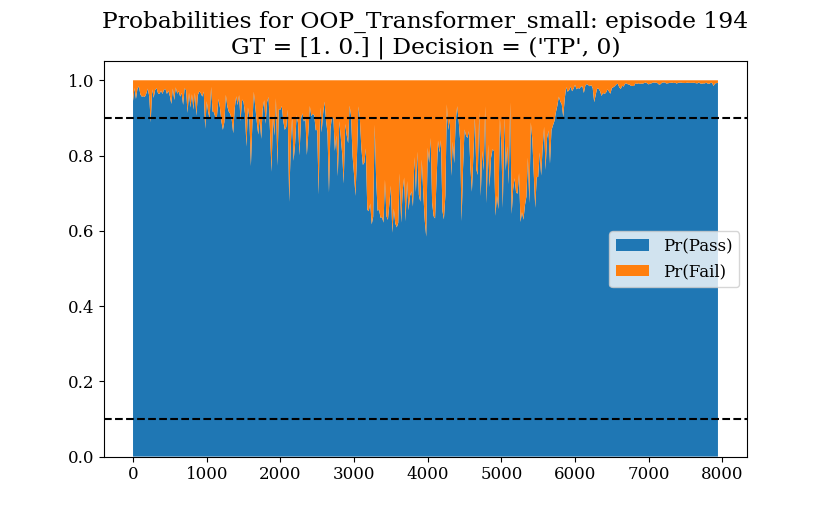 Probabilities for OOP_Transformer_small: episode 194
GT = [1. 0.] | Decision = ('TP', 0)
1.0
0.8
0.6
0.4
0.2
0.0
Pr(Pass)
Pr(Fail)
0 1000 2000 3000 4000 5000 6000 7000 8000